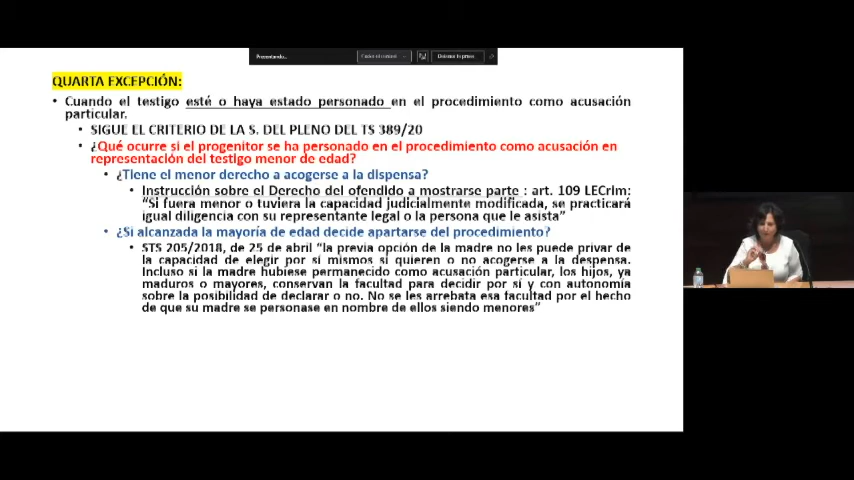 Presentando...
QUARTA EXCEPCIÓN:
• Cuando el testigo esté o haya estado personado en el procedimiento como acusación
particular.
• SIGUE EL CRITERIO DE LA S. DEL PLENO DEL TS 389/20
• ¿Qué ocurre si el progenitor se ha personado en el procedimiento como acusación en
representación del testigo menor de edad?
• ¿Tiene el menor derecho a acogerse a la dispensa?
• Instrucción sobre el Derecho del ofendido a mostrarse parte : art. 109 LECrim:
“Si fuera menor o tuviera la capacidad judicialmente modificada, se practicará
igual diligencia con su representante legal o la persona que le asista”
• ¿Si alcanzada la mayoría de edad decide apartarse del procedimiento?
• STS 205/2018, de 25 de abril “la previa opción de la madre no les puede privar de
la capacidad de elegir por sí mismos si quieren o no acogerse a la despensa.
Incluso si la madre hubiese permanecido como acusación particular, los hijos, ya
maduros o mayores, conservan la facultad para decidir por sí y con autonomía
sobre la posibilidad de declarar o no. No se les arrebata esa facultad por el hecho
de que su madre se personase en nombre de ellos siendo menores”